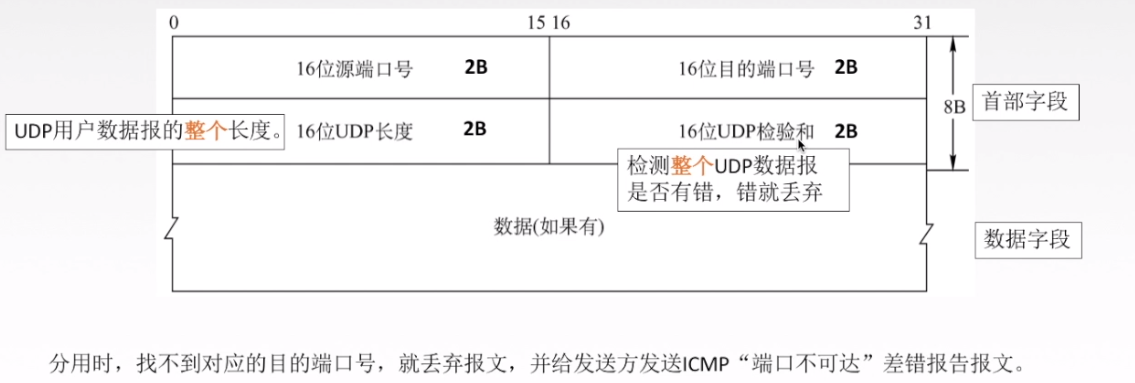 0 15 16 31
16位源端口号 2B 16位目的端口号 2B
8B 首部字段
UDP用户数据报的整个长度。 16位UDP长度 2B 16位UDP检验和 2B
检测整个UDP数据报
是否有错，错就丢弃
数据(如果有)
数据字段
分用时，找不到对应的目的端口号，就丢弃报文，并给发送方发送ICMP“端口不可达”差错报告报文。